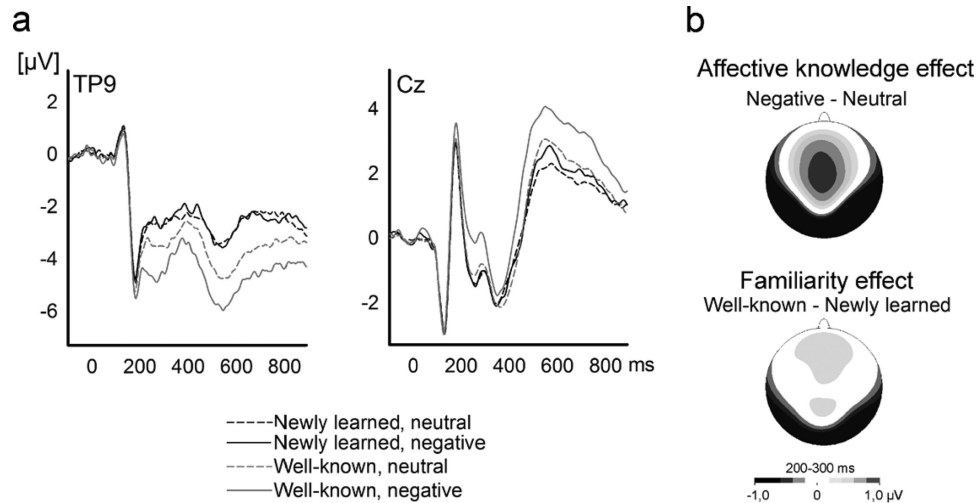 a
[µV]
TP9
2
0
-2
-4
-6
0 200 400 600 800
Cz
4
2
0
-2
0 200 400 600 800 ms
Newly learned, neutral
Newly learned, negative
Well-known, neutral
Well-known, negative
b
Affective knowledge effect
Negative - Neutral
Familiarity effect
Well-known - Newly learned
200-300 ms
-1,0 0 1,0 µV